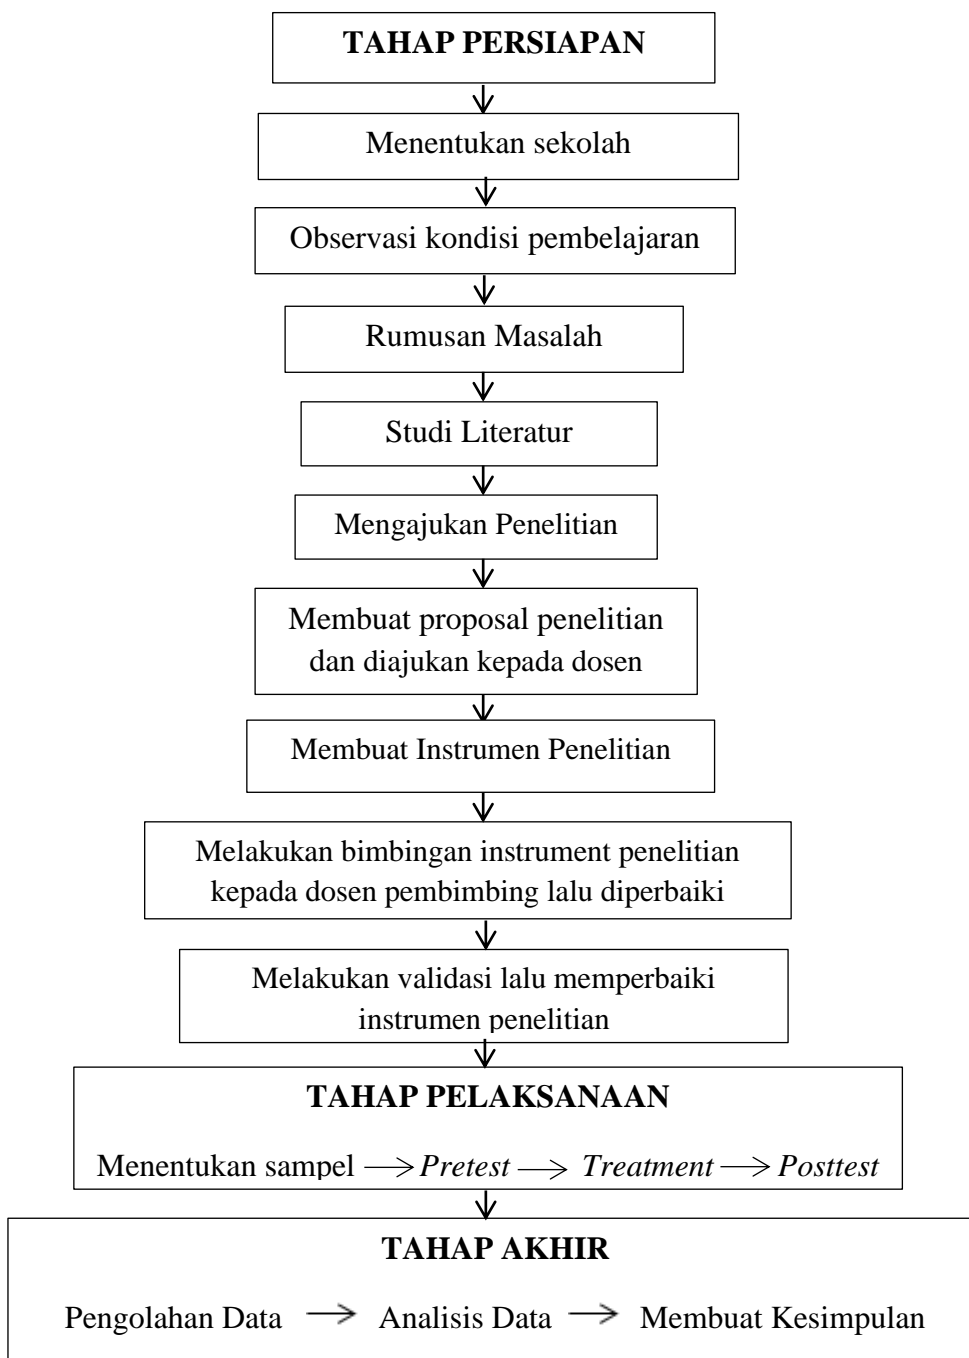 TAHAP PERSIAPAN
Menentukan sekolah
Observasi kondisi pembelajaran
Rumusan Masalah
Studi Literatur
Mengajukan Penelitian
Membuat proposal penelitian
dan diajukan kepada dosen
Membuat Instrumen Penelitian
Melakukan bimbingan instrument penelitian
kepada dosen pembimbing lalu diperbaiki
Melakukan validasi lalu memperbaiki
instrumen penelitian
TAHAP PELAKSANAAN
Menentukan sampel → Pretest → Treatment → Posttest
TAHAP AKHIR
Pengolahan Data → Analisis Data → Membuat Kesimpulan